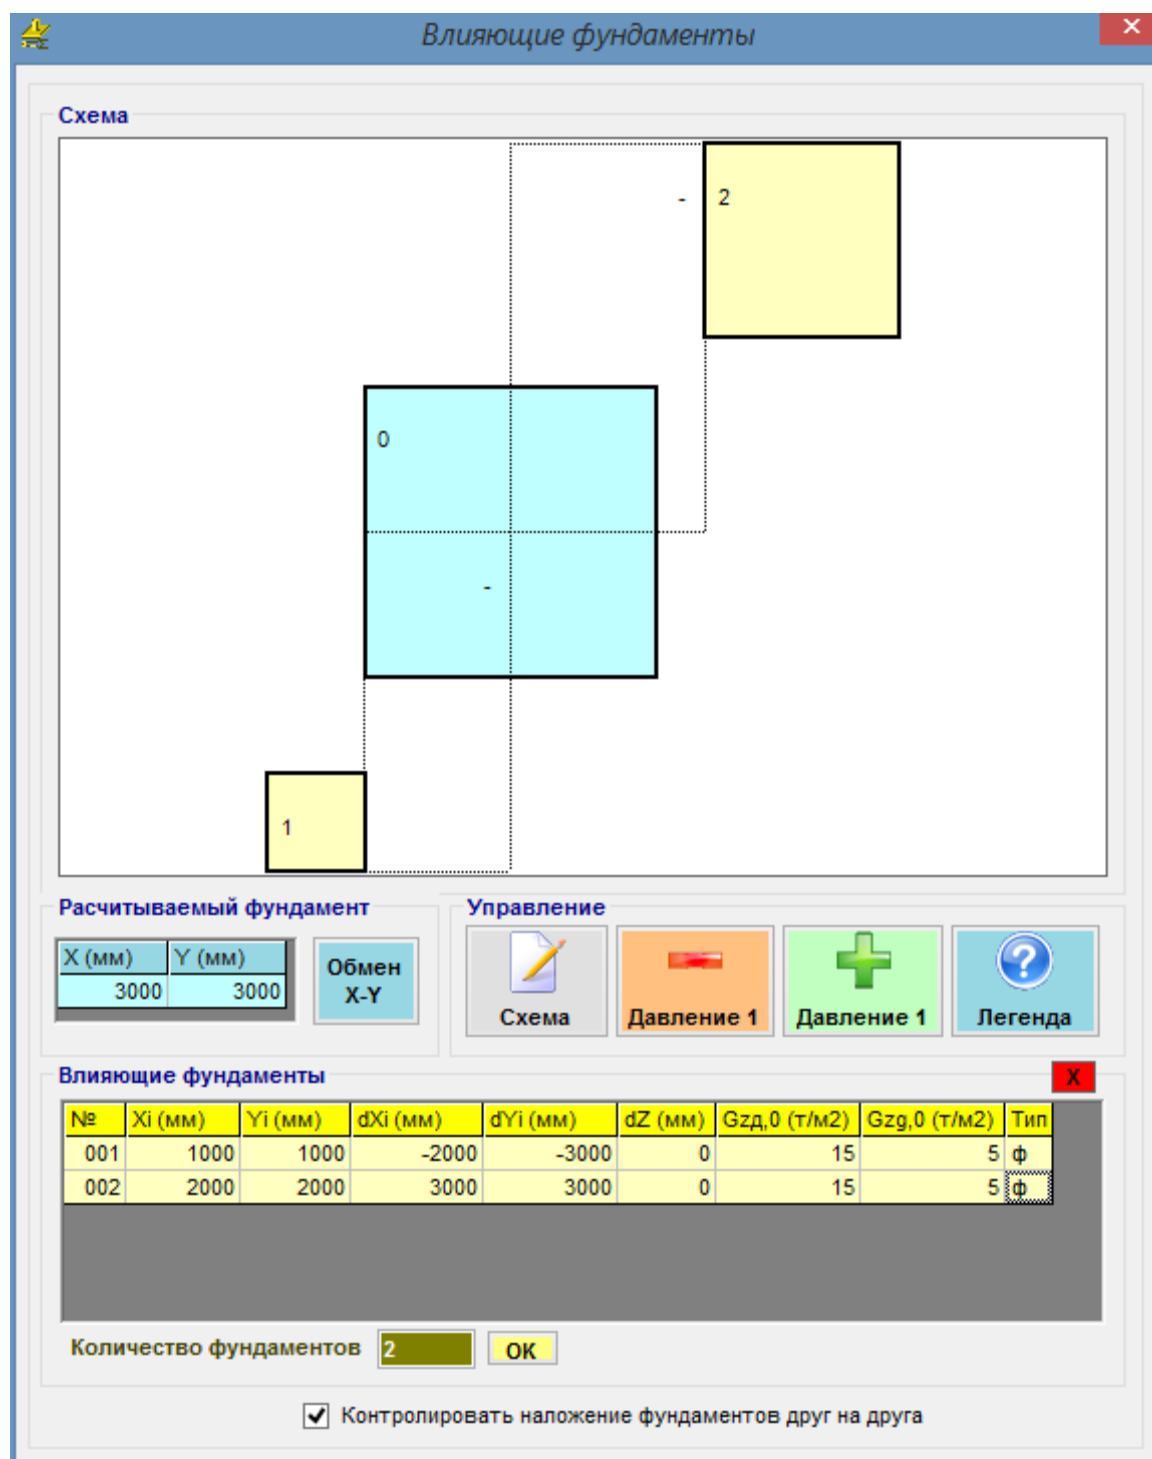 Влияющие фундаменты
Схема
- 2
0
-
1
Расчитываемый фундамент
X (мм) Y (мм)
3000 3000
Обмен
X-Y
Управление
Схема Давление 1 Давление 1 Легенда
Влияющие фундаменты X
№ Xi (мм) Yi (мм) dXi (мм) dYi (мм) dZ (мм) Gzд,0 (т/м2) Gzg,0 (т/м2) Тип
001 1000 1000 -2000 -3000 0 15 5 ф
002 2000 2000 3000 3000 0 15 5 ф
Количество фундаментов 2 OK
Контролировать наложение фундаментов друг на друга